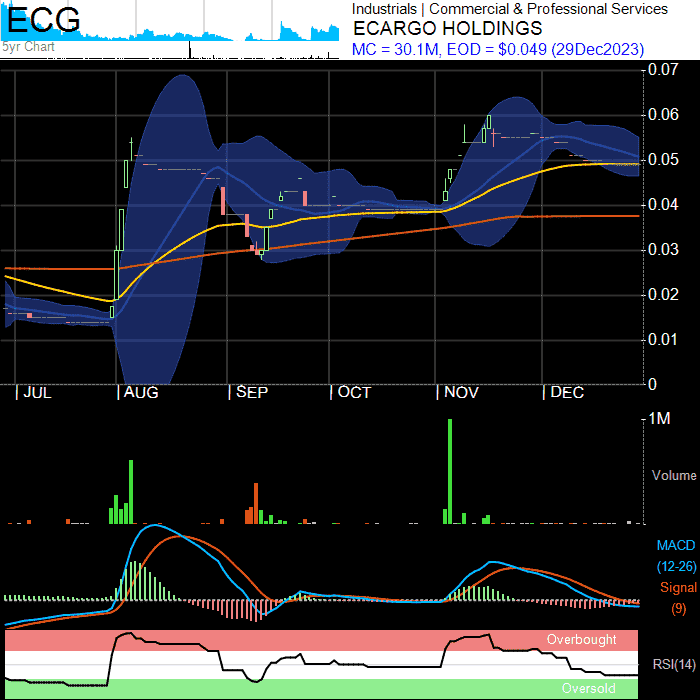 ECG
5yr Chart
Industrials | Commercial & Professional Services
ECARGO HOLDINGS
MC = 30.1M, EOD = $0.049 (29Dec2023)
0.07
0.06
0.05
0.04
0.03
0.02
0.01
0
JUL AUG SEP OCT NOV DEC
1M
Volume
MACD
(12-26)
Signal
(9)
Overbought
RSI(14)
Oversold